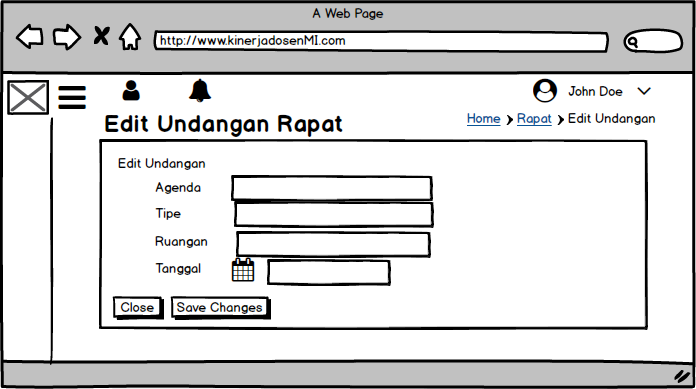 A Web Page
http://www.kinerjadosenMI.com
John Doe
Edit Undangan Rapat
Home Rapat Edit Undangan
Edit Undangan
Agenda
Tipe
Ruangan
Tanggal
Close Save Changes